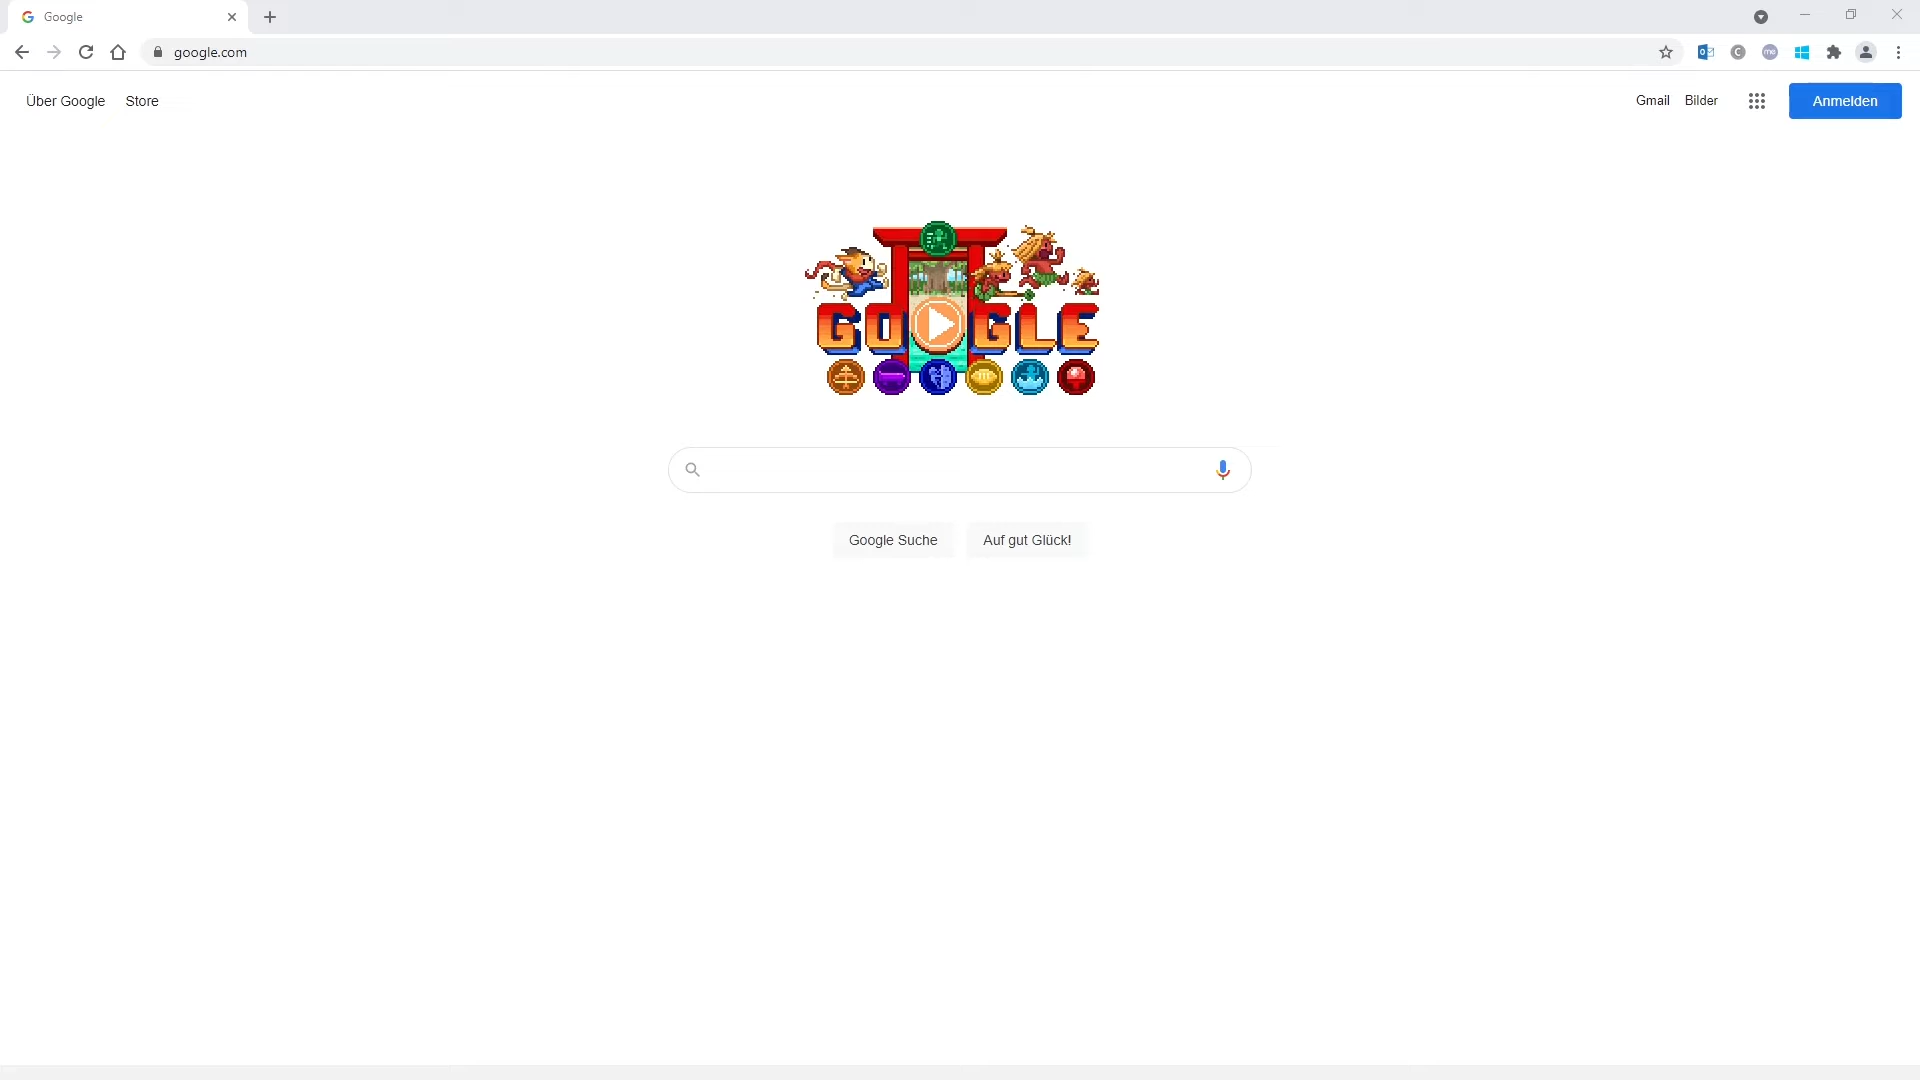 Google
google.com
Über Google Store
Gmail Bilder Anmelden
GOOGLE
Google Suche Auf gut Glück!